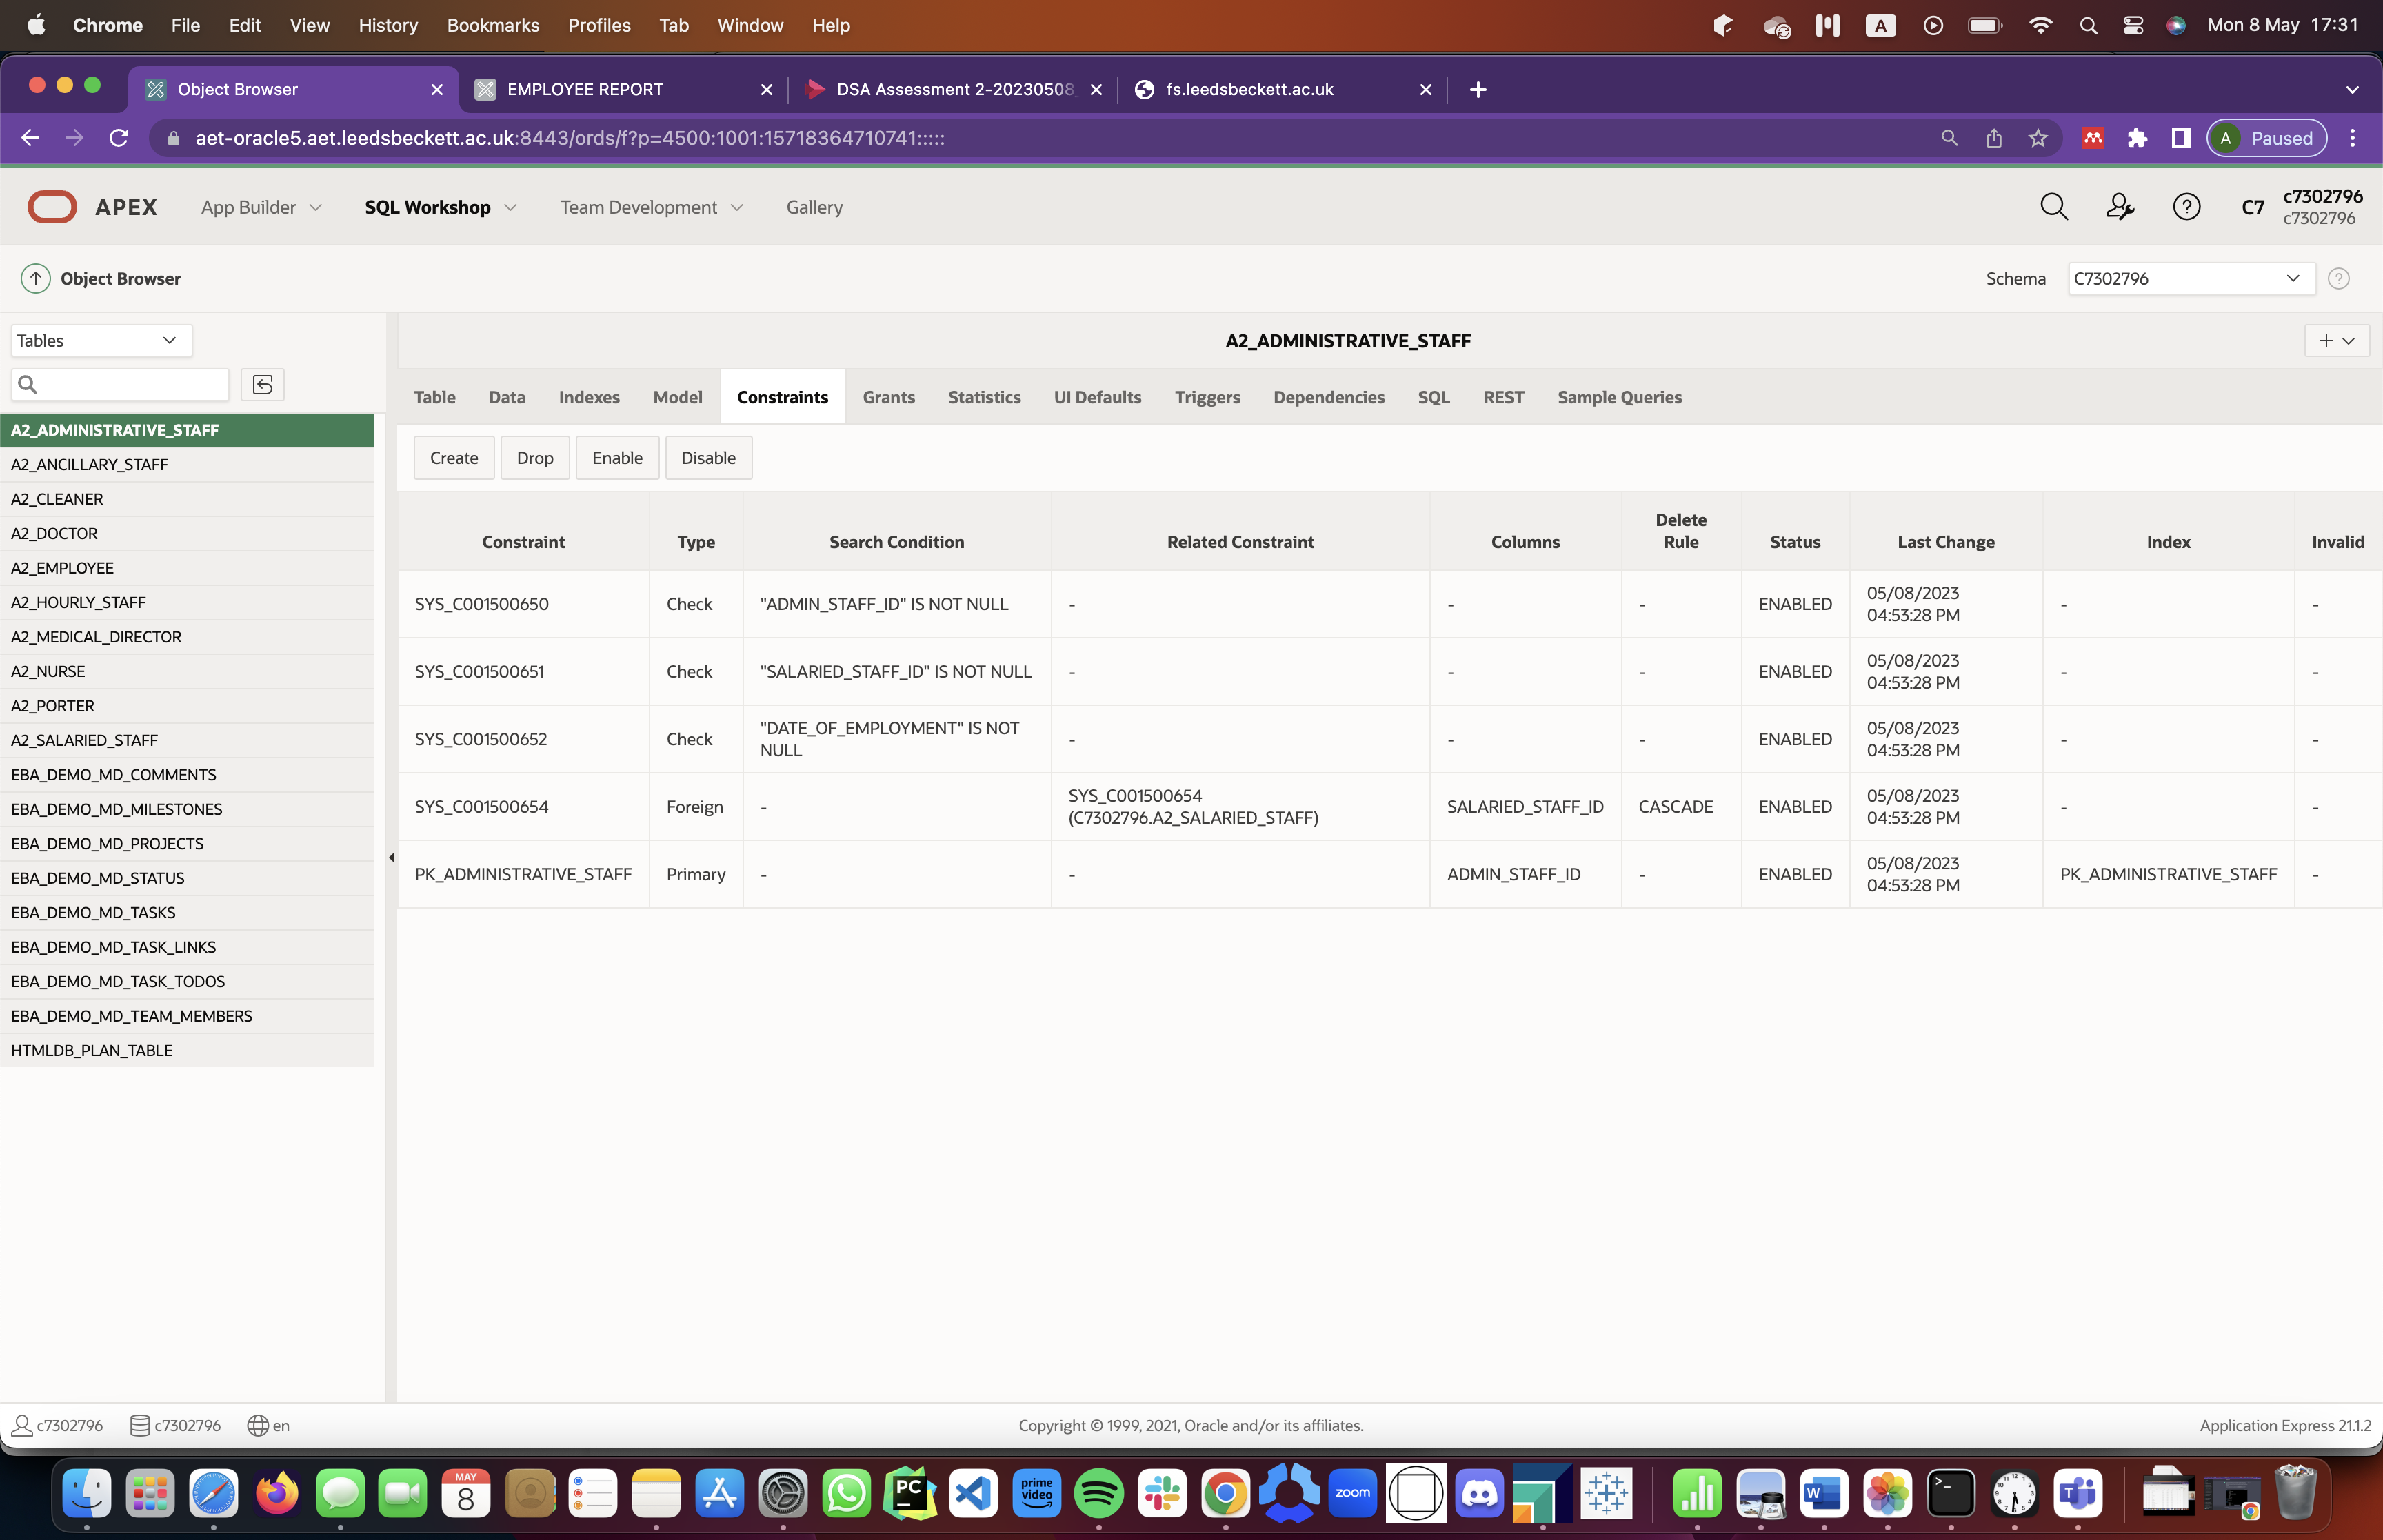 Chrome File Edit View History Bookmarks Profiles Tab Window Help A Mon 8 May 17:31
Object Browser EMPLOYEE REPORT DSA Assessment 2-20230508 fs.leedsbeckett.ac.uk
aet-oracle5.aet.leedsbeckett.ac.uk:8443/ords/f?p=4500:1001:15718364710741::::: A Paused
APEX App Builder SQL Workshop Team Development Gallery C7 c7302796
c7302796
Object Browser Schema C7302796
Tables
A2_ADMINISTRATIVE_STAFF
A2_ANCILLARY_STAFF
A2_CLEANER
A2_DOCTOR
A2_EMPLOYEE
A2_HOURLY_STAFF
A2_MEDICAL_DIRECTOR
A2_NURSE
A2_PORTER
A2_SALARIED_STAFF
EBA_DEMO_MD_COMMENTS
EBA_DEMO_MD_MILESTONES
EBA_DEMO_MD_PROJECTS
EBA_DEMO_MD_STATUS
EBA_DEMO_MD_TASKS
EBA_DEMO_MD_TASK_LINKS
EBA_DEMO_MD_TASK_TODOS
EBA_DEMO_MD_TEAM_MEMBERS
HTMLDB_PLAN_TABLE
A2_ADMINISTRATIVE_STAFF
Table Data Indexes Model Constraints Grants Statistics UI Defaults Triggers Dependencies SQL REST Sample Queries
Create Drop Enable Disable
Constraint Type Search Condition Related Constraint Columns Delete Rule Status Last Change Index Invalid
SYS_C001500650 Check "ADMIN_STAFF_ID" IS NOT NULL - - - ENABLED 05/08/2023 04:53:28 PM - -
SYS_C001500651 Check "SALARIED_STAFF_ID" IS NOT NULL - - - ENABLED 05/08/2023 04:53:28 PM - -
SYS_C001500652 Check "DATE_OF_EMPLOYMENT" IS NOT NULL - - - ENABLED 05/08/2023 04:53:28 PM - -
SYS_C001500654 Foreign - SYS_C001500654 (C7302796.A2_SALARIED_STAFF) SALARIED_STAFF_ID CASCADE ENABLED 05/08/2023 04:53:28 PM - -
PK_ADMINISTRATIVE_STAFF Primary - - ADMIN_STAFF_ID - ENABLED 05/08/2023 04:53:28 PM PK_ADMINISTRATIVE_STAFF -
c7302796 c7302796 en Copyright © 1999, 2021, Oracle and/or its affiliates. Application Express 21.1.2
MAY
8
PC
prime video
zoom
W
T